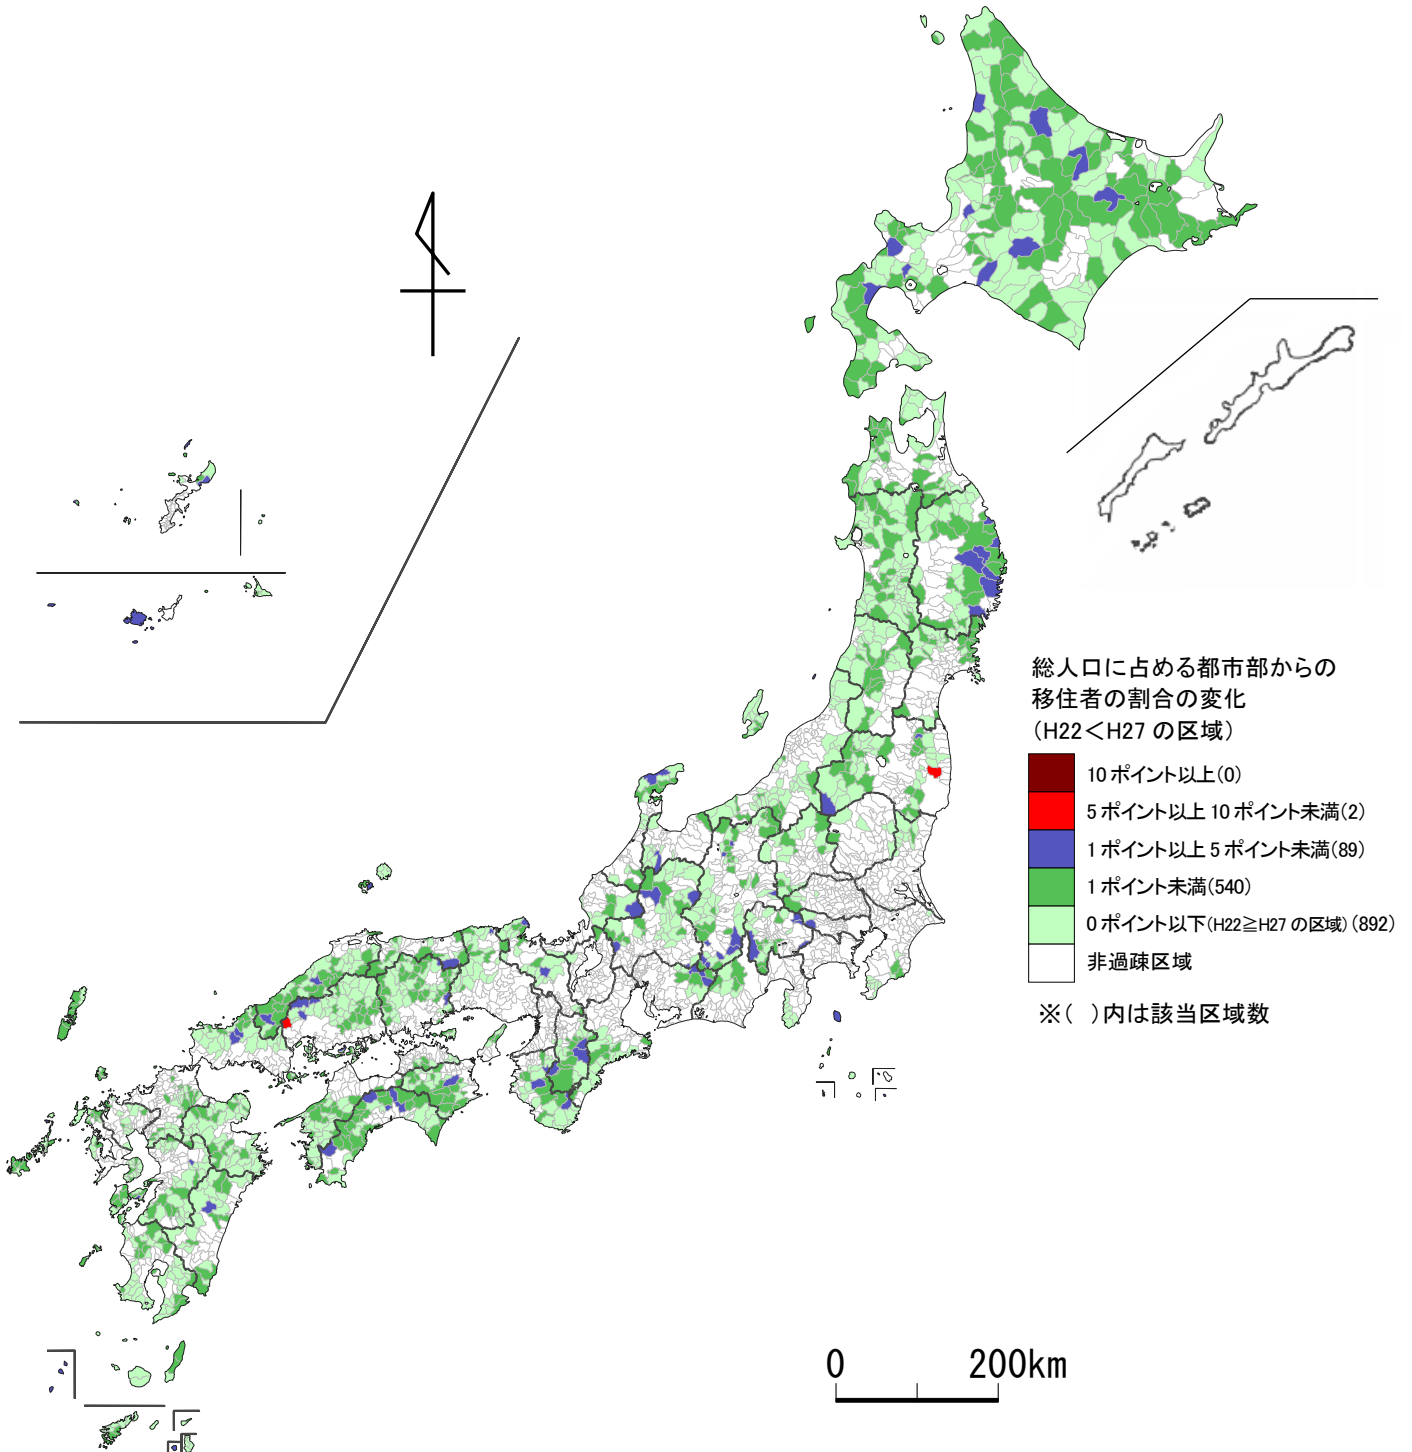 総人口に占める都市部からの
移住者の割合の変化
(H22＜H27 の区域)
10 ポイント以上(0)
5 ポイント以上 10 ポイント未満(2)
1 ポイント以上 5 ポイント未満(89)
1 ポイント未満(540)
0 ポイント以下(H22≧H27 の区域)(892)
非過疎区域
※( )内は該当区域数
0 200km